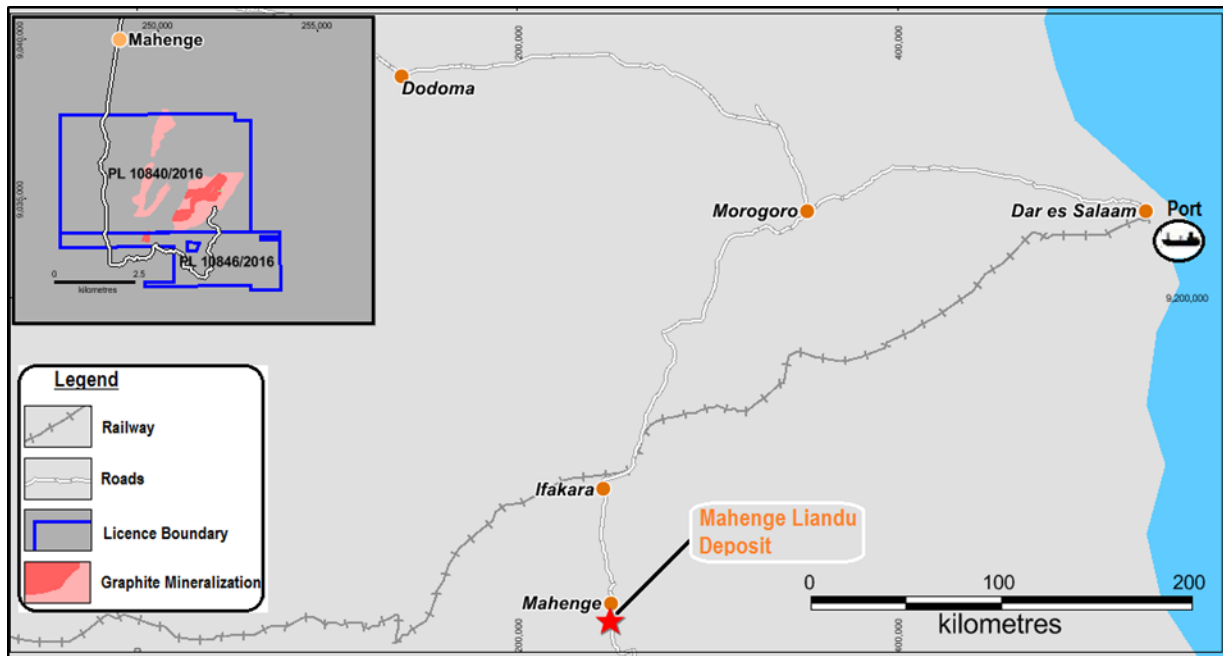 250,000
255,000
9,040,000
Mahenge
PL 10840/2016
9,035,000
PL 10846/2016
0
2.5
kilometres
200,000
400,000
Dodoma
Morogoro
Dar es Salaam
Port
9,200,000
Legend
Railway
Roads
Licence Boundary
Graphite Mineralization
Ifakara
Mahenge Liandu
Deposit
Mahenge
0
100
200
kilometres
200,000
400,000